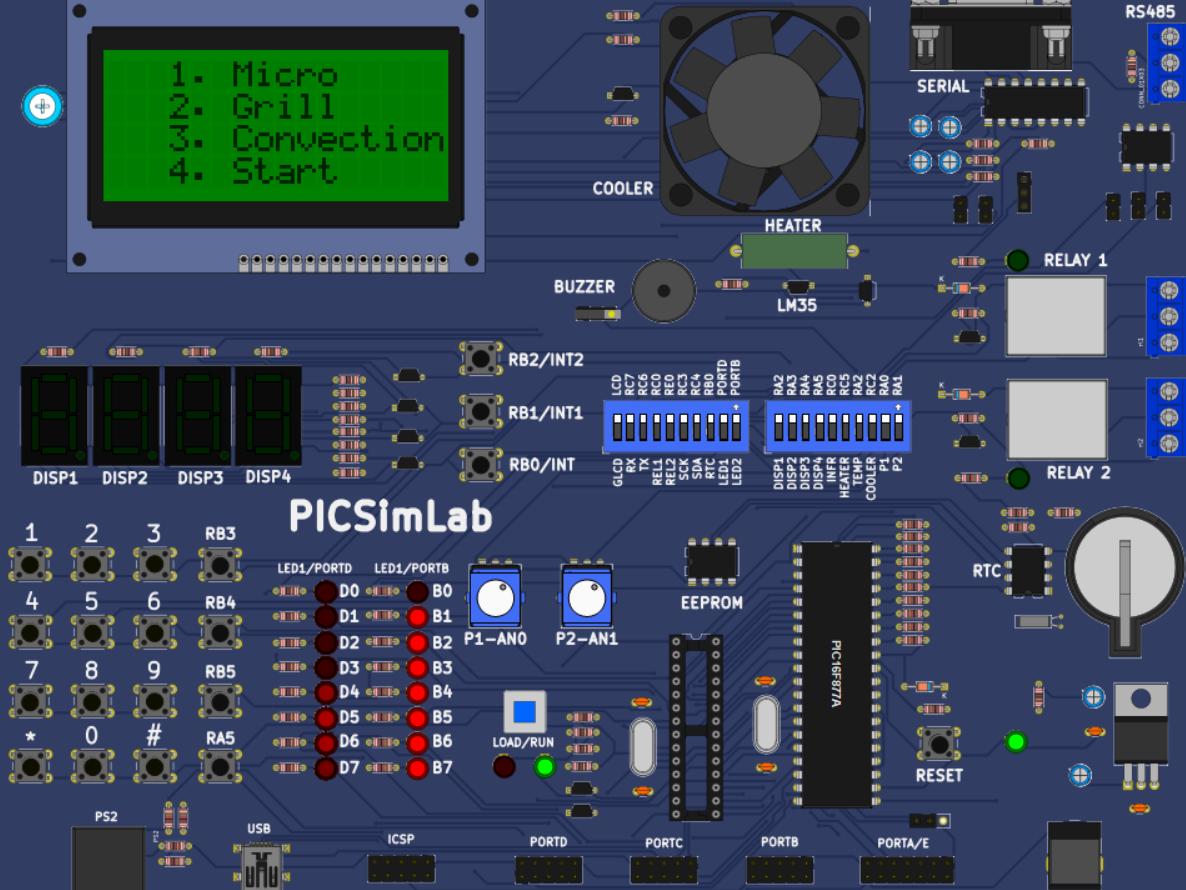 1. Micro
2. Grill
3. Convection
4. Start
RS485
CONN_01X03
SERIAL
COOLER
HEATER
BUZZER
LM35
K
RELAY 1
r1
RB2/INT2
RB1/INT1
RB0/INT
LCD RC7 RC6 RC0 RE0 RC3 RC4 RB0 PORTD PORTB
GLCD RX TX REL1 REL2 SCK SDA RTC LED1 LED2
RA2 RA3 RA4 RA5 RC0 RC5 RA2 RC2 RA0 RA1
DISP1 DISP2 DISP3 DISP4 INFR HEATER TEMP COOLER P1 P2
K
RELAY 2
r2
DISP1 DISP2 DISP3 DISP4
PICSimLab
1 2 3 RB3
4 5 6 RB4
7 8 9 RB5
* 0 # RA5
LED1/PORTD LED1/PORTB
D0 B0
D1 B1
D2 B2
D3 B3
D4 B4
D5 B5
D6 B6
D7 B7
P1-AN0 P2-AN1
EEPROM
RTC
PIC16F877A
K
LOAD/RUN
RESET
PS2
PS2
USB
ICSP
PORTD
PORTC
PORTB
PORTA/E